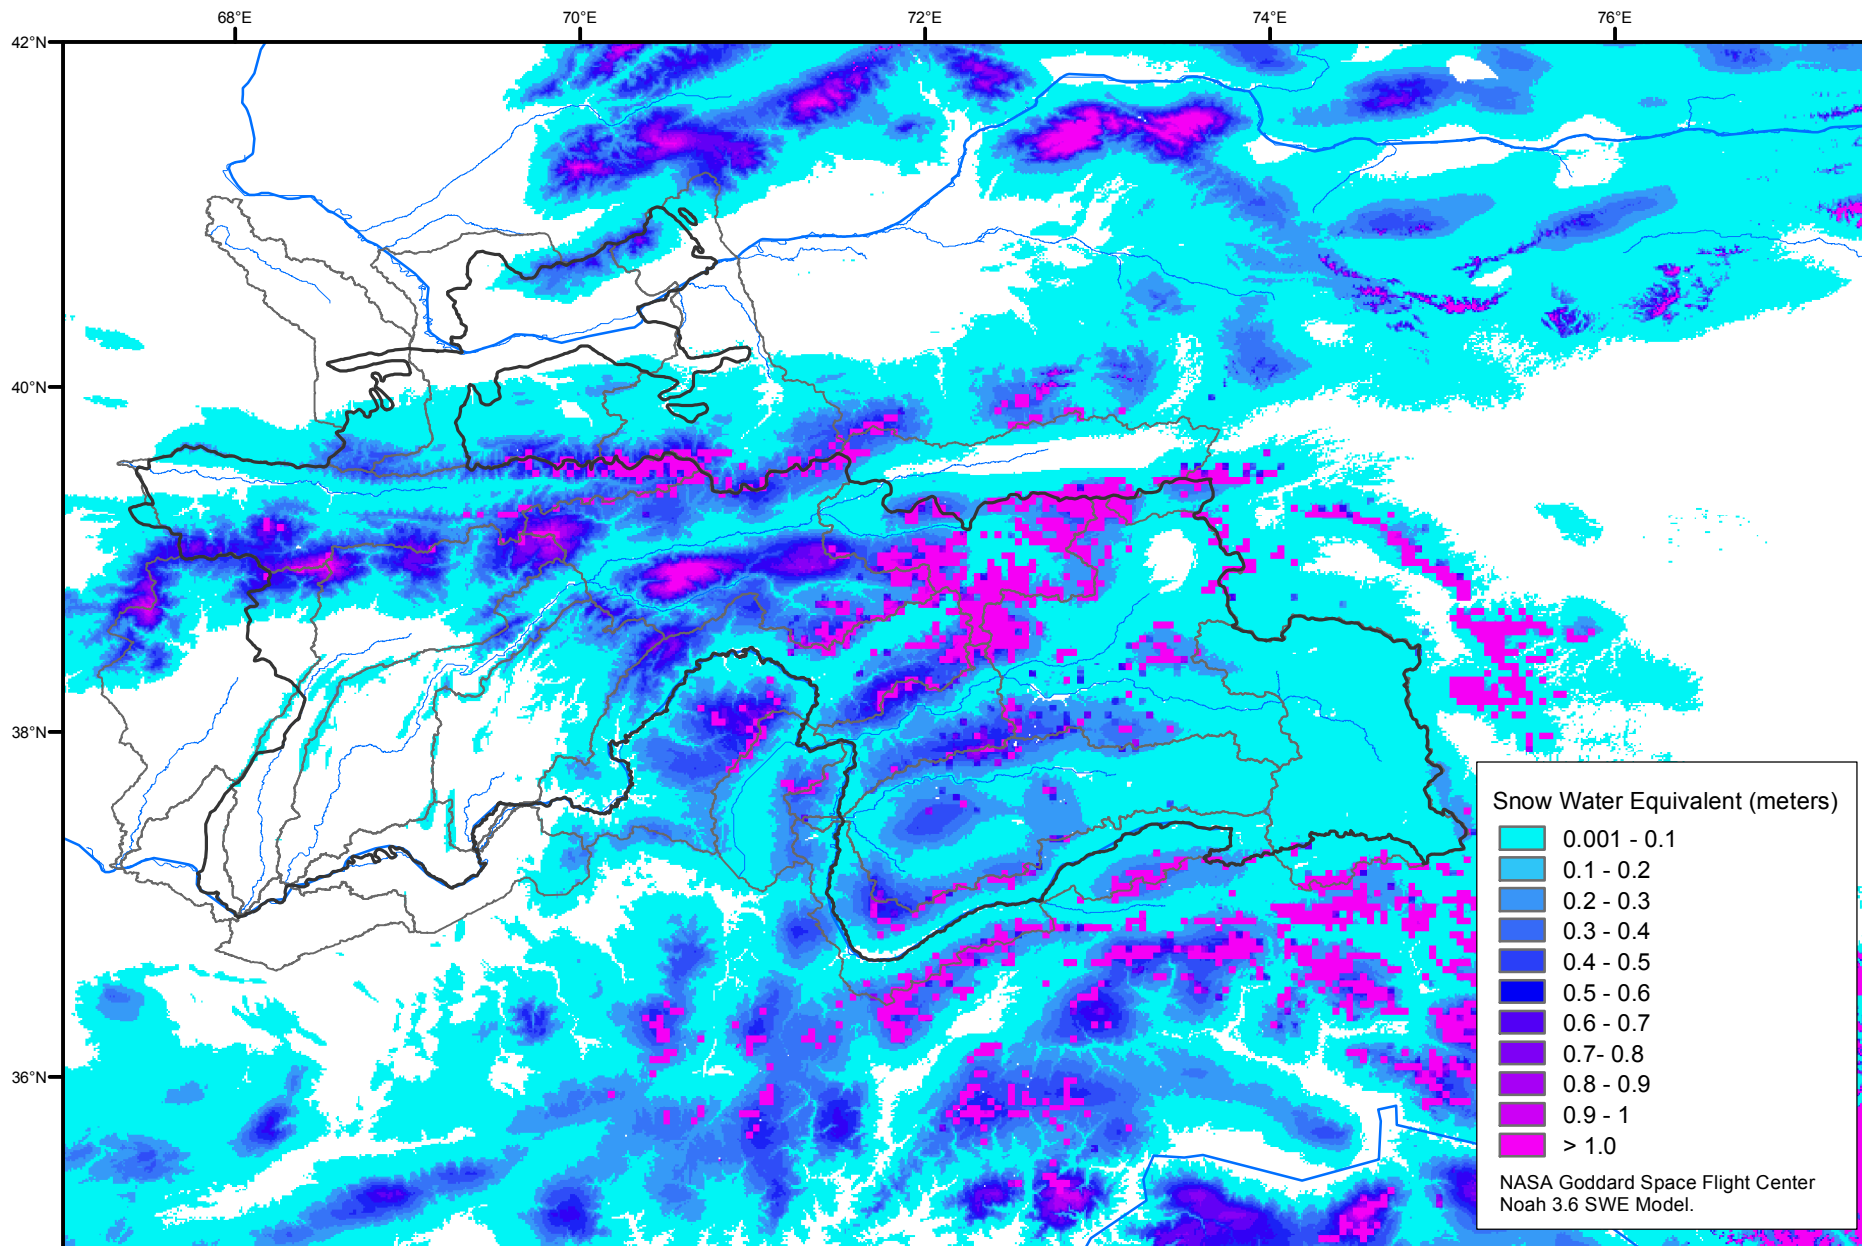 68°E
70°E
72°E
74°E
76°E
42°N
40°N
38°N
36°N
Snow Water Equivalent (meters)
0.001 - 0.1
0.1 - 0.2
0.2 - 0.3
0.3 - 0.4
0.4 - 0.5
0.5 - 0.6
0.6 - 0.7
0.7- 0.8
0.8 - 0.9
0.9 - 1
> 1.0
NASA Goddard Space Flight Center
Noah 3.6 SWE Model.